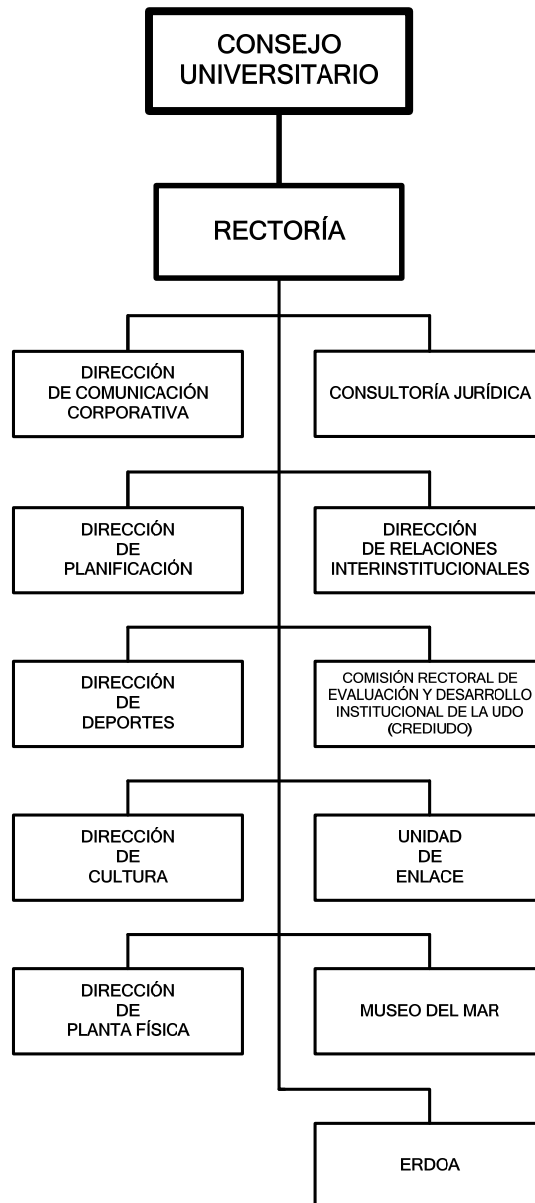 CONSEJO
UNIVERSITARIO
RECTORÍA
DIRECCIÓN
DE COMUNICACIÓN
CORPORATIVA
CONSULTORÍA JURÍDICA
DIRECCIÓN
DE
PLANIFICACIÓN
DIRECCIÓN
DE RELACIONES
INTERINSTITUCIONALES
DIRECCIÓN
DE
DEPORTES
COMISIÓN RECTORAL DE
EVALUACIÓN Y DESARROLLO
INSTITUCIONAL DE LA UDO
(CREDIUDO)
DIRECCIÓN
DE
CULTURA
UNIDAD
DE
ENLACE
DIRECCIÓN
DE
PLANTA FÍSICA
MUSEO DEL MAR
ERDOA